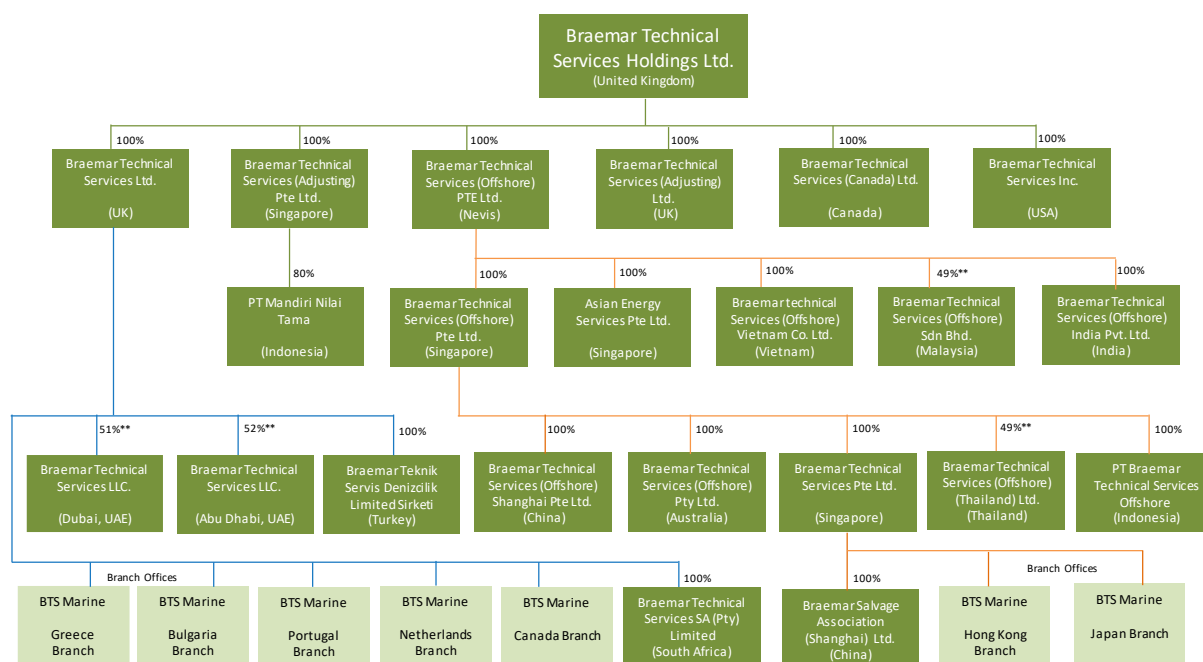 Braemar Technical
Services Holdings Ltd.
(United Kingdom)
100%
100%
100%
100%
100%
100%
Braemar Technical
Services Ltd.
(UK)
Braemar Technical
Services (Adjusting)
Pte Ltd.
(Singapore)
Braemar Technical
Services (Offshore)
PTE Ltd.
(Nevis)
Braemar Technical
Services (Adjusting)
Ltd.
(UK)
Braemar Technical
Services (Canada) Ltd.
(Canada)
Braemar Technical
Services Inc.
(USA)
80%
100%
100%
100%
49%**
100%
PT Mandiri Nilai
Tama
(Indonesia)
Braemar Technical
Services (Offshore)
Pte Ltd.
(Singapore)
Asian Energy
Services Pte Ltd.
(Singapore)
Braemar technical
Services (Offshore)
Vietnam Co. Ltd.
(Vietnam)
Braemar Technical
Services (Offshore)
Sdn Bhd.
(Malaysia)
Braemar Technical
Services (Offshore)
India Pvt. Ltd.
(India)
51%**
52%**
100%
100%
100%
100%
49%**
100%
Braemar Technical
Services LLC.
(Dubai, UAE)
Braemar Technical
Services LLC.
(Abu Dhabi, UAE)
Braemar Teknik
Servis Denizcilik
Limited Sirketi
(Turkey)
Braemar Technical
Services (Offshore)
Shanghai Pte Ltd.
(China)
Braemar Technical
Services (Offshore)
Pty Ltd.
(Australia)
Braemar Technical
Services Pte Ltd.
(Singapore)
Braemar Technical
Services (Offshore)
(Thailand) Ltd.
(Thailand)
PT Braemar
Technical Services
Offshore
(Indonesia)
Branch Offices
100%
100%
Branch Offices
BTS Marine
Greece
Branch
BTS Marine
Bulgaria
Branch
BTS Marine
Portugal
Branch
BTS Marine
Netherlands
Branch
BTS Marine
Canada Branch
Braemar Technical
Services SA (Pty)
Limited
(South Africa)
Braemar Salvage
Association
(Shanghai) Ltd.
(China)
BTS Marine
Hong Kong
Branch
BTS Marine
Japan Branch